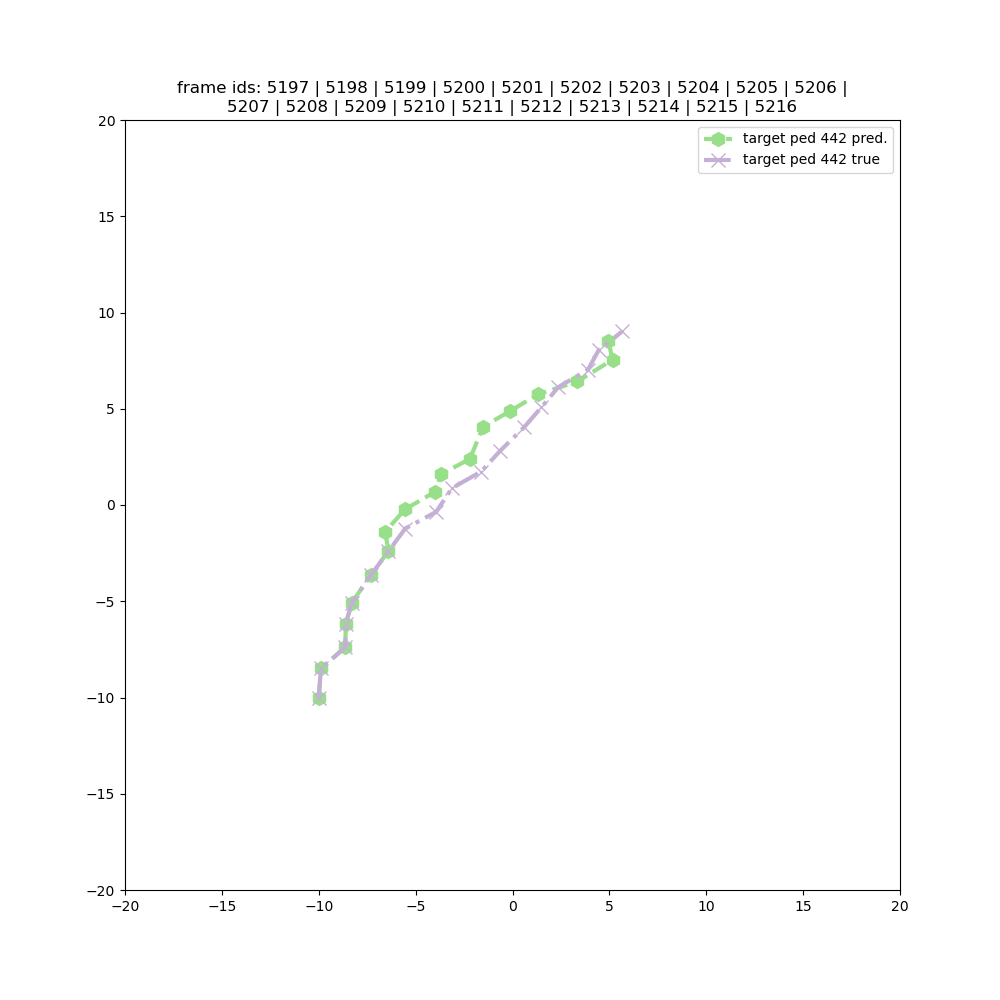 frame ids: 5197 | 5198 | 5199 | 5200 | 5201 | 5202 | 5203 | 5204 | 5205 | 5206 |
5207 | 5208 | 5209 | 5210 | 5211 | 5212 | 5213 | 5214 | 5215 | 5216
target ped 442 pred.
target ped 442 true
20
15
10
5
0
−5
−10
−15
−20
−20 −15 −10 −5 0 5 10 15 20